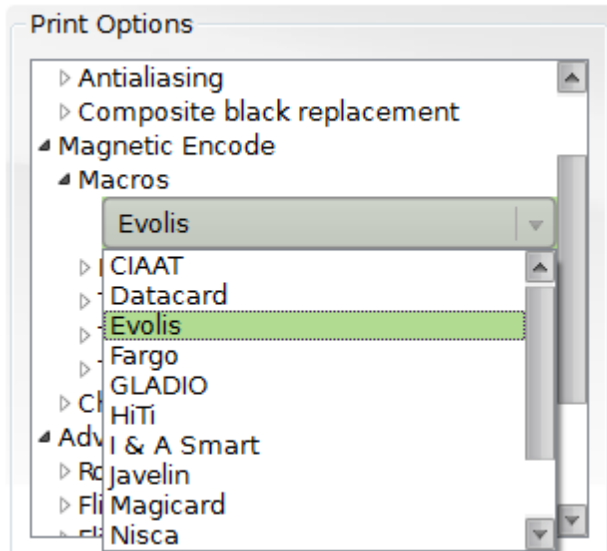 Print Options
Antialiasing
Composite black replacement
Magnetic Encode
Macros
Evolis
CIAAT
Datacard
Evolis
Fargo
GLADIO
HiTi
I & A Smart
Javelin
Magicard
Nisca